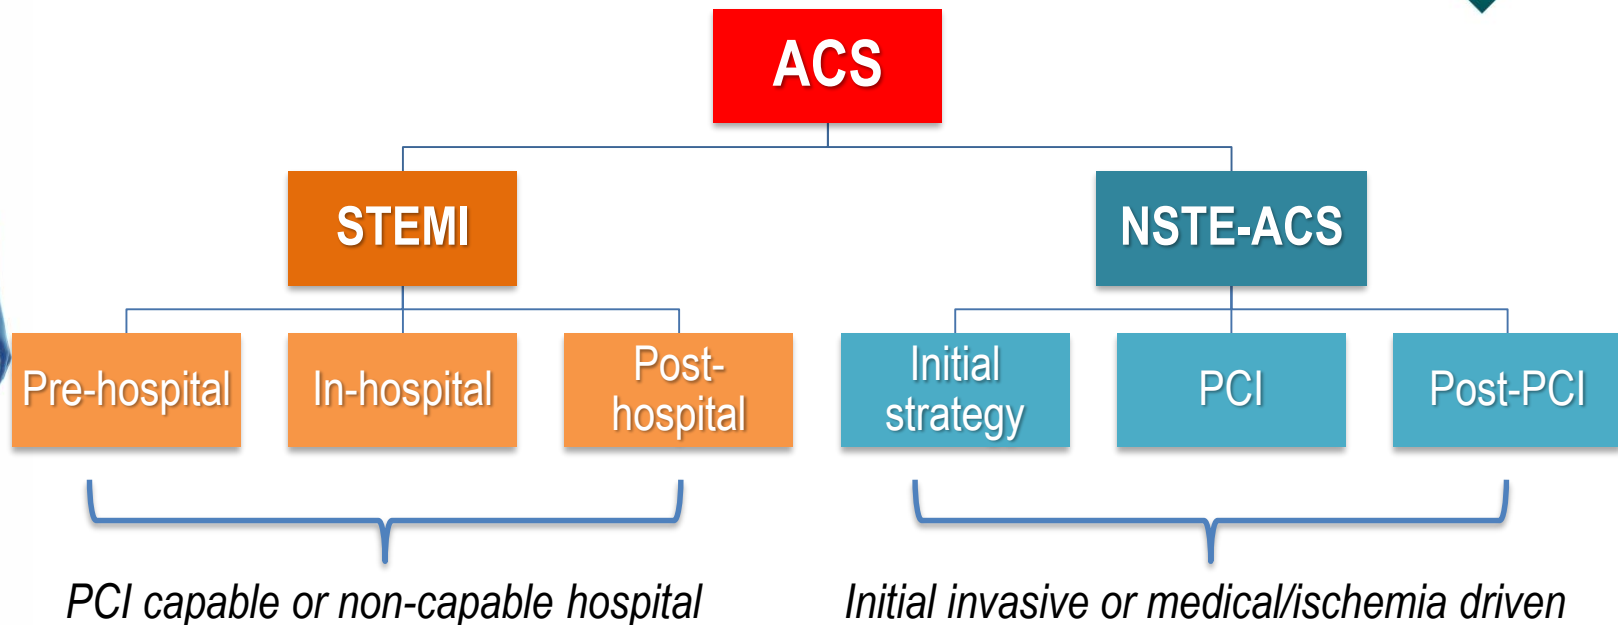 ACS
STEMI
NSTE-ACS
Pre-hospital
In-hospital
Post-
hospital
Initial
strategy
PCI
Post-PCI
PCI capable or non-capable hospital
Initial invasive or medical/ischemia driven